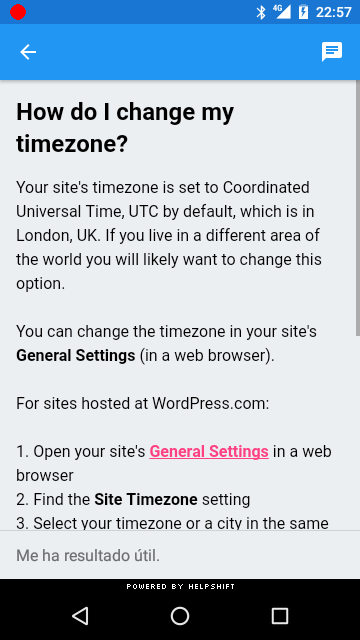 4G 22:57
How do I change my
timezone?
Your site's timezone is set to Coordinated
Universal Time, UTC by default, which is in
London, UK. If you live in a different area of
the world you will likely want to change this
option.
You can change the timezone in your site's
General Settings (in a web browser).
For sites hosted at WordPress.com:
1. Open your site's General Settings in a web
browser
2. Find the Site Timezone setting
3. Select your timezone or a city in the same
Me ha resultado útil.
POWERED BY HELPSHIFT